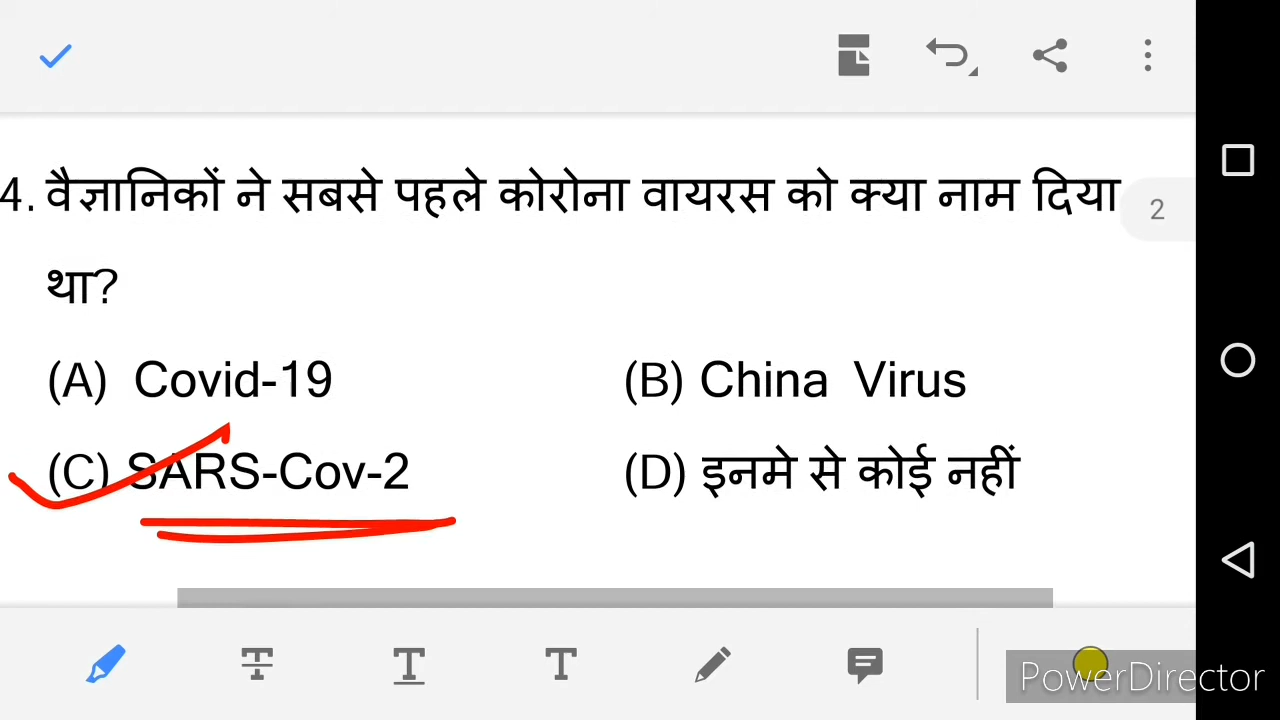 4. वैज्ञानिकों ने सबसे पहले कोरोना वायरस को क्या नाम दिया
2
था?
(A) Covid-19
(B) China Virus
(C) SARS-Cov-2
(D) इनमे से कोई नहीं
T T T
PowerDirector